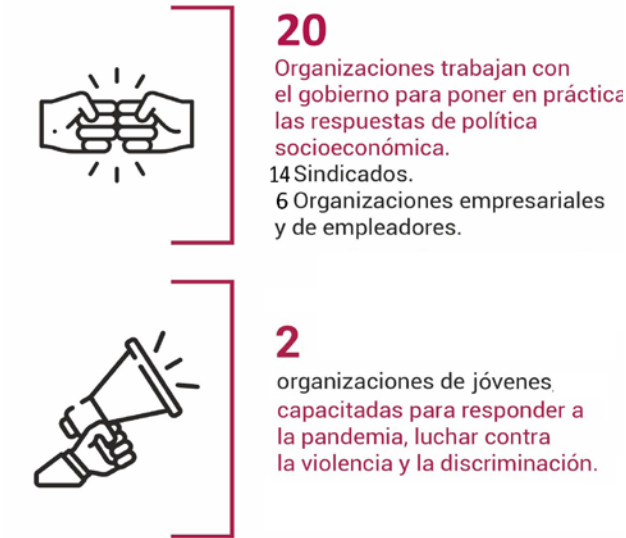 20
Organizaciones trabajan con
el gobierno para poner en práctica
las respuestas de política
socioeconómica.
14 Sindicados.
6 Organizaciones empresariales
y de empleadores.
2
organizaciones de jóvenes
capacitadas para responder a
la pandemia, luchar contra
la violencia y la discriminación.